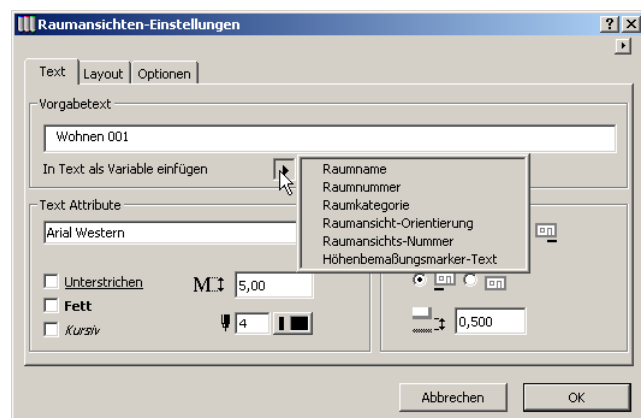 Raumansichten-Einstellungen
Text
Layout
Optionen
Vorgabetext
Wohnen 001
In Text als Variable einfügen
Raumname
Raumnummer
Raumkategorie
Raumansicht-Orientierung
Raumansichts-Nummer
Höhenbemaßungsmarker-Text
Text Attribute
Arial Western
Unterstrichen
Fett
Kursiv
M
5,00
4
0,500
Abbrechen
OK